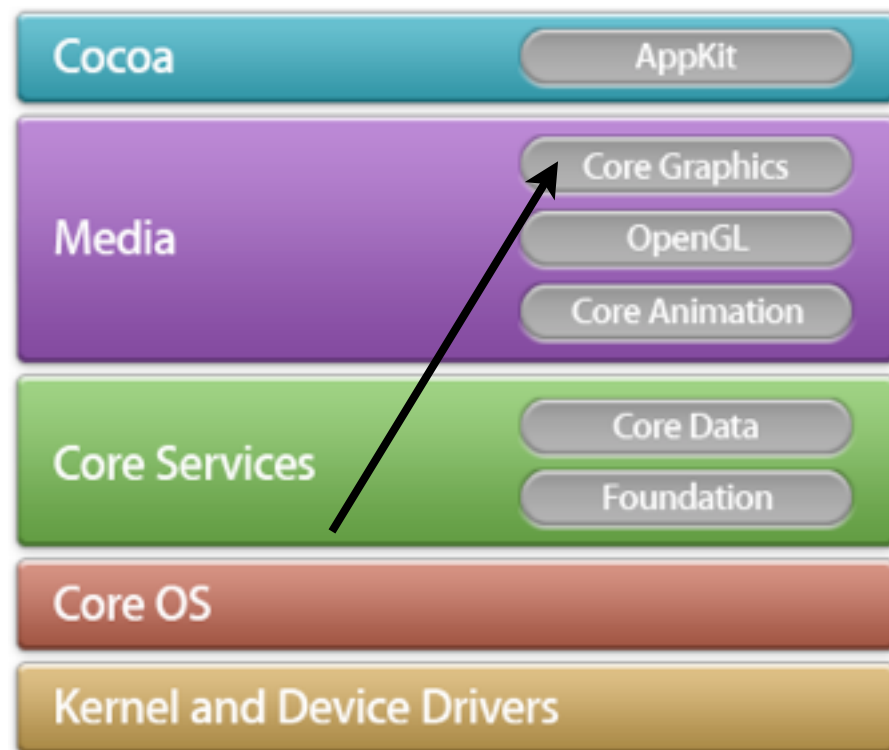 Cocoa
AppKit
Media
Core Graphics
OpenGL
Core Animation
Core Services
Core Data
Foundation
Core OS
Kernel and Device Drivers